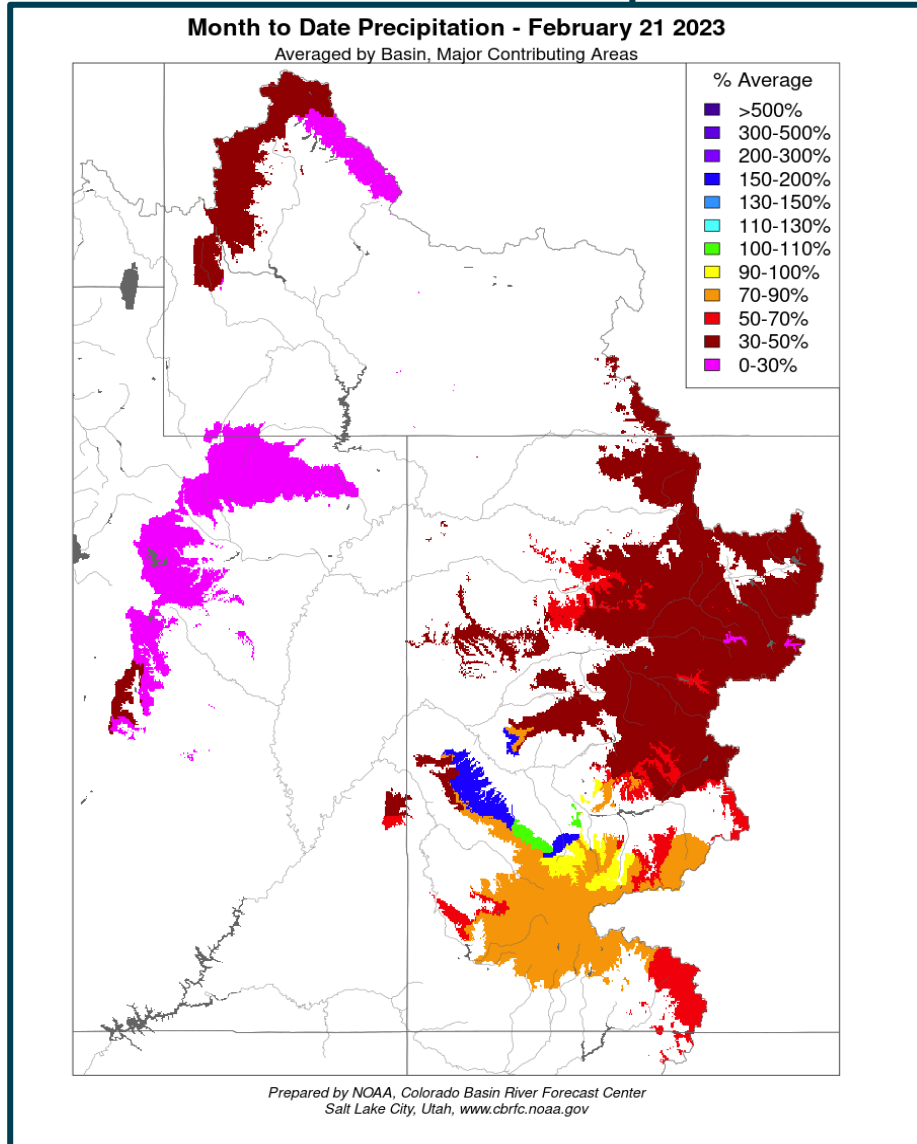 Month to Date Precipitation - February 21 2023
Averaged by Basin, Major Contributing Areas
% Average
>500%
300-500%
200-300%
150-200%
130-150%
110-130%
100-110%
90-100%
70-90%
50-70%
30-50%
0-30%
Prepared by NOAA, Colorado Basin River Forecast Center
Salt Lake City, Utah, www.cbrfc.noaa.gov